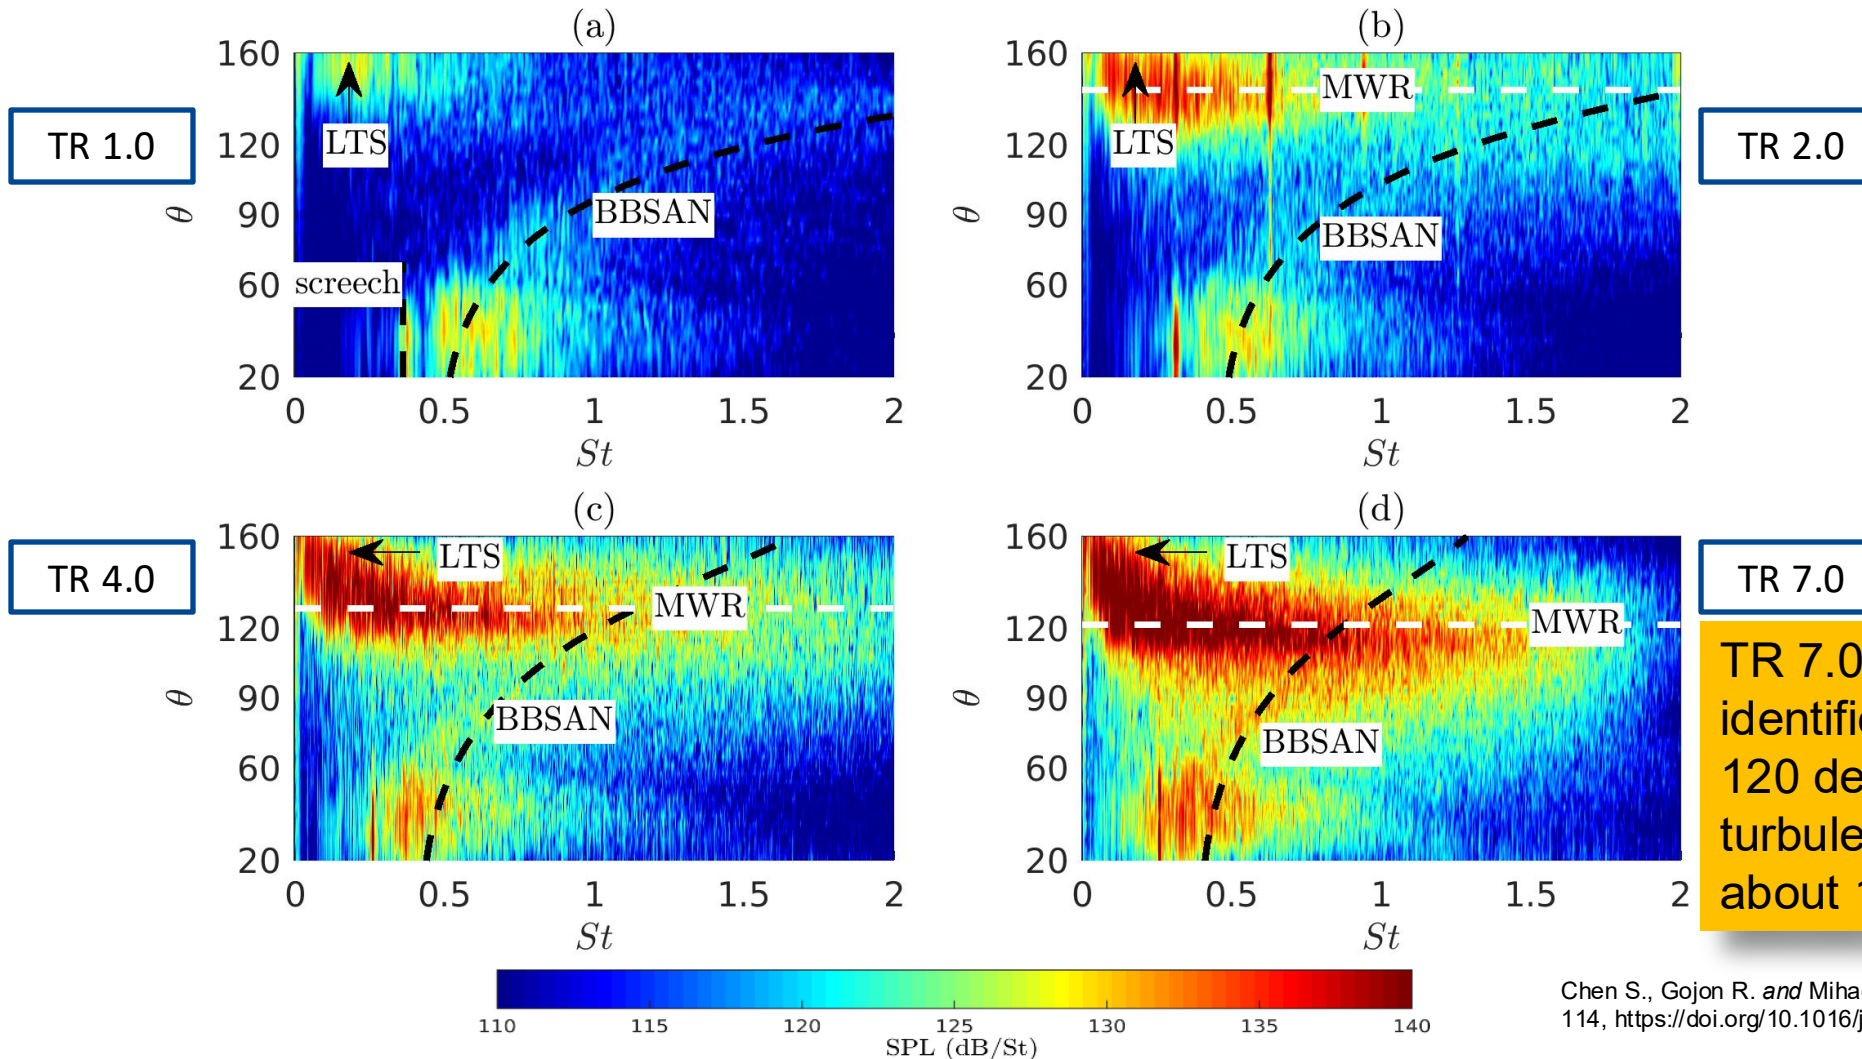 (a)
160
120
90
60
20
θ
0 0.5 1 1.5 2
St
LTS
screech
BBSAN
TR 1.0
(b)
160
120
90
60
20
θ
0 0.5 1 1.5 2
St
LTS
MWR
BBSAN
TR 2.0
(c)
160
120
90
60
20
θ
0 0.5 1 1.5 2
St
LTS
MWR
BBSAN
TR 4.0
(d)
160
120
90
60
20
θ
0 0.5 1 1.5 2
St
LTS
MWR
BBSAN
TR 7.0
TR 7.0
identific
120 de
turbule
about
110 115 120 125 130 135 140
SPL (dB/St)
Chen S., Gojon R. and Miha
114, https://doi.org/10.1016/j